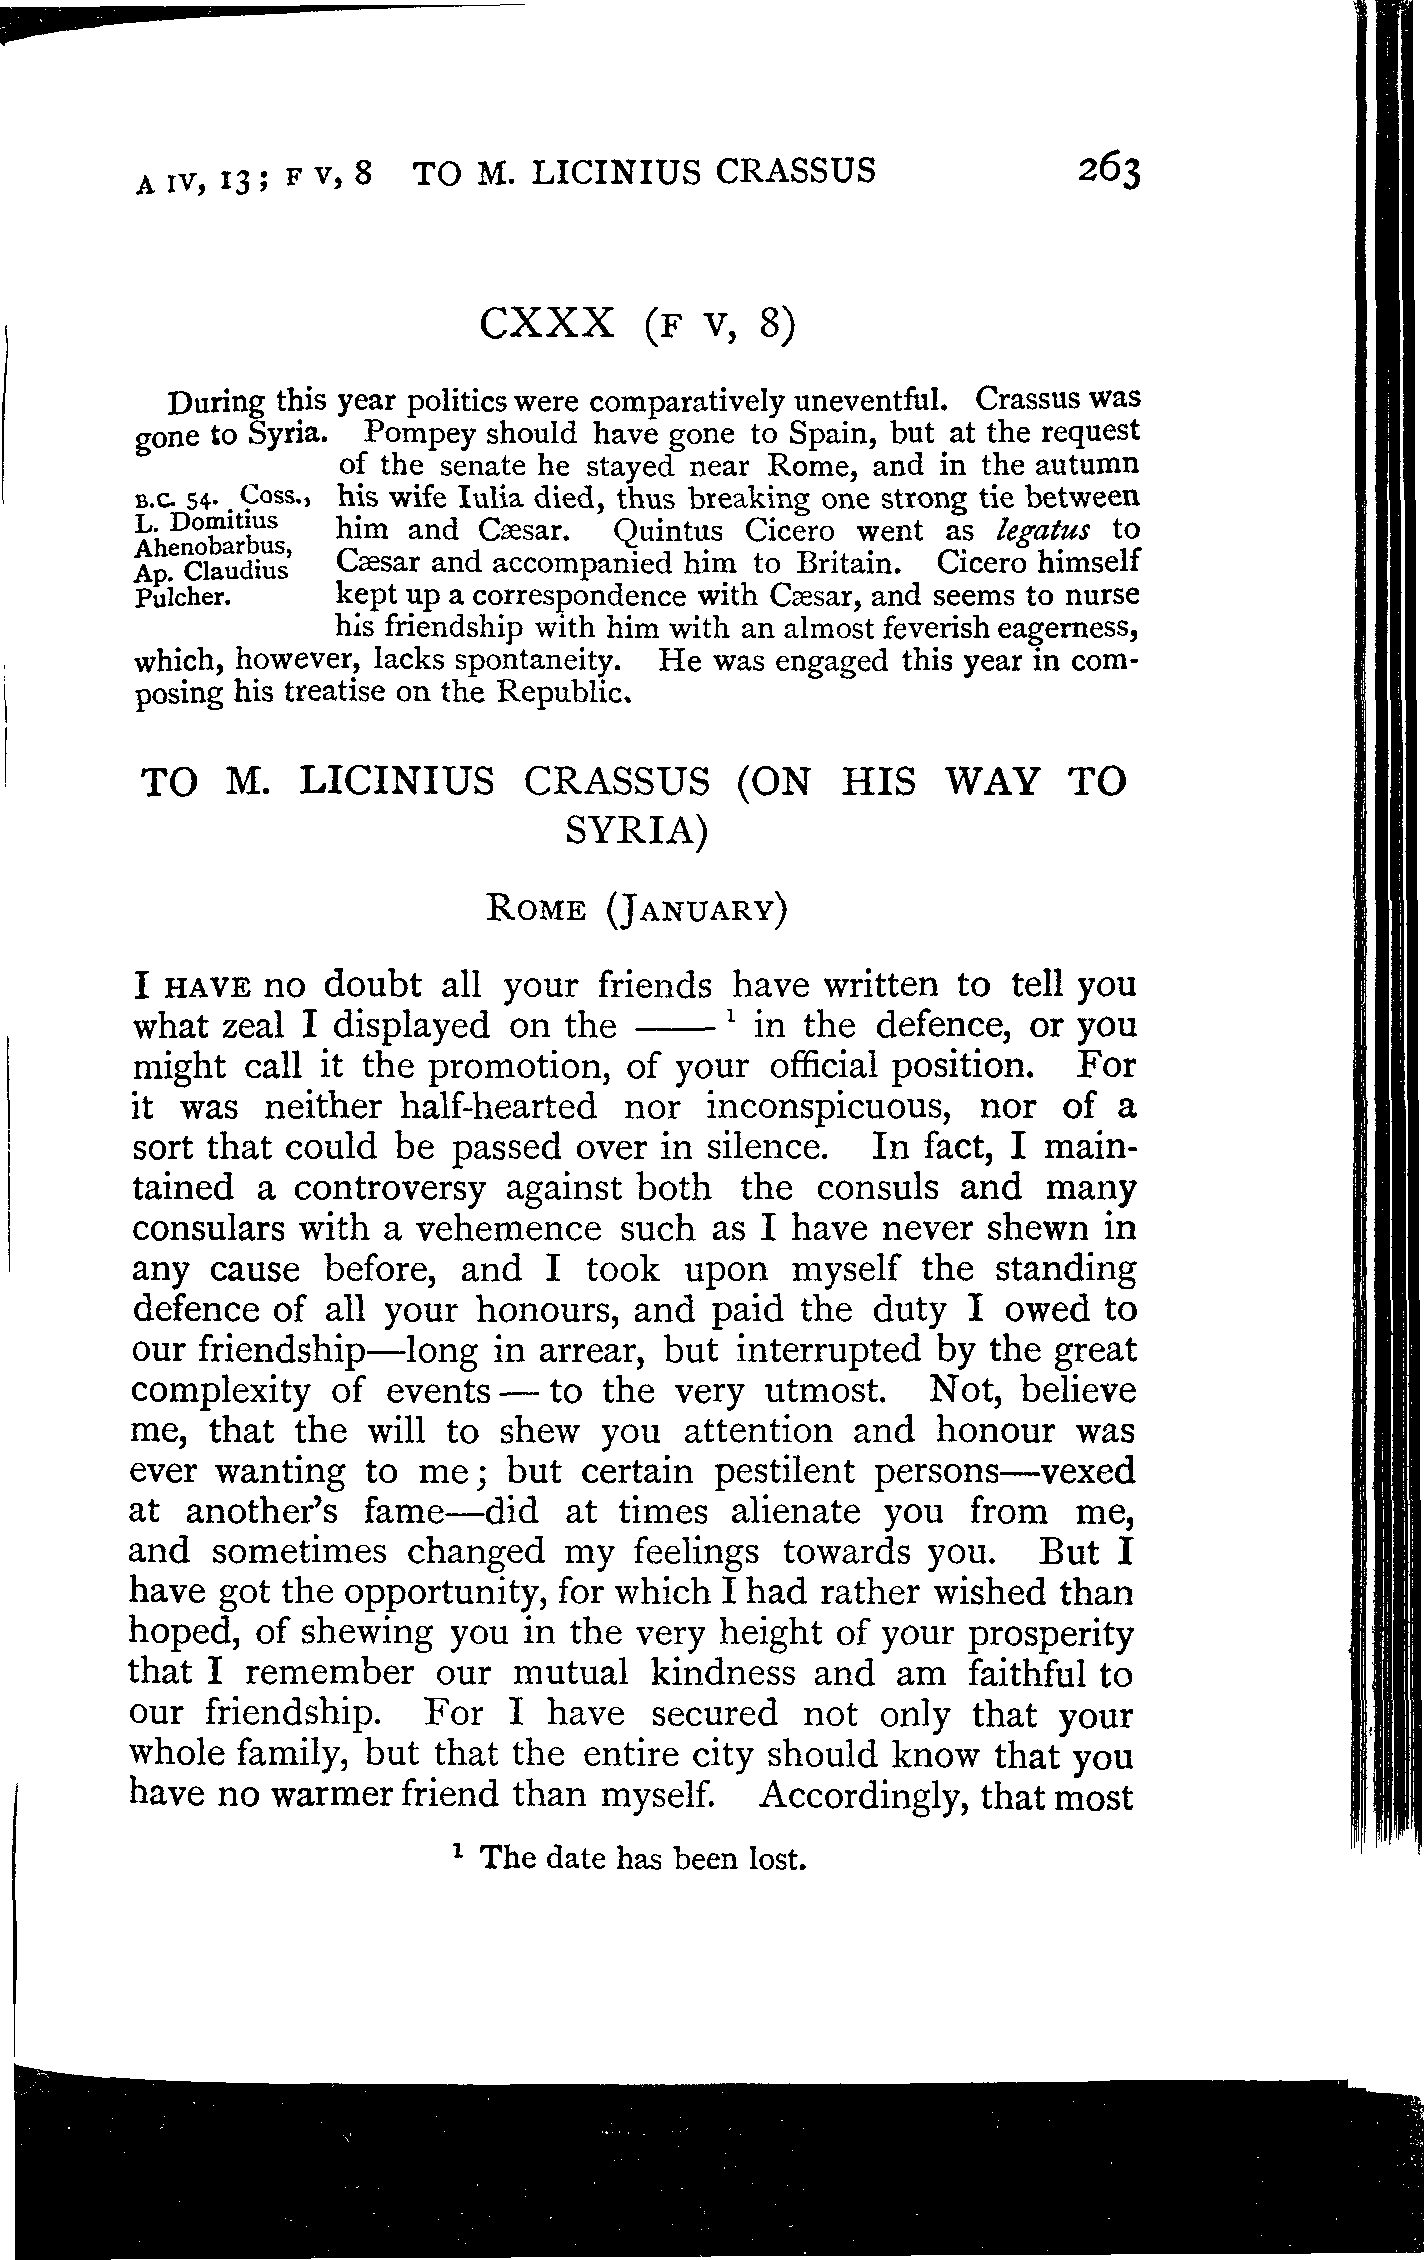 A IV, 13; F V, 8 TO M. LICINIUS CRASSUS 263
CXXX (F V, 8)
During this year politics were comparatively uneventful. Crassus was
gone to Syria. Pompey should have gone to Spain, but at the request
of the senate he stayed near Rome, and in the autumn
his wife Iulia died, thus breaking one strong tie between
him and Cæsar. Quintus Cicero went as legatus to
Cæsar and accompanied him to Britain. Cicero himself
kept up a correspondence with Cæsar, and seems to nurse
his friendship with him with an almost feverish eagerness,
B.C. 54. Coss.,
L. Domitius
Ahenobarbus,
Ap. Claudius
Pulcher.
which, however, lacks spontaneity. He was engaged this year in com-
posing his treatise on the Republic.
TO M. LICINIUS CRASSUS (ON HIS WAY TO
SYRIA)
ROME (JANUARY)
I HAVE no doubt all your friends have written to tell you
what zeal I displayed on the —— ¹ in the defence, or you
might call it the promotion, of your official position. For
it was neither half-hearted nor inconspicuous, nor of a
sort that could be passed over in silence. In fact, I main-
tained a controversy against both the consuls and many
consulars with a vehemence such as I have never shewn in
any cause before, and I took upon myself the standing
defence of all your honours, and paid the duty I owed to
our friendship—long in arrear, but interrupted by the great
complexity of events — to the very utmost. Not, believe
me, that the will to shew you attention and honour was
ever wanting to me; but certain pestilent persons—vexed
at another's fame—did at times alienate you from me,
and sometimes changed my feelings towards you. But I
have got the opportunity, for which I had rather wished than
hoped, of shewing you in the very height of your prosperity
that I remember our mutual kindness and am faithful to
our friendship. For I have secured not only that your
whole family, but that the entire city should know that you
have no warmer friend than myself. Accordingly, that most
¹ The date has been lost.